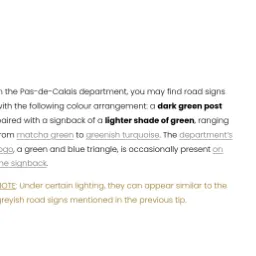 n the Pas-de-Calais department, you may find road signs
with the following colour arrangement: a dark green post
paired with a signback of a lighter shade of green, ranging
from matcha green to greenish turquoise. The department's
logo, a green and blue triangle, is occasionally present on
the signback.
NOTE: Under certain lighting, they can appear similar to the
greyish road signs mentioned in the previous tip.